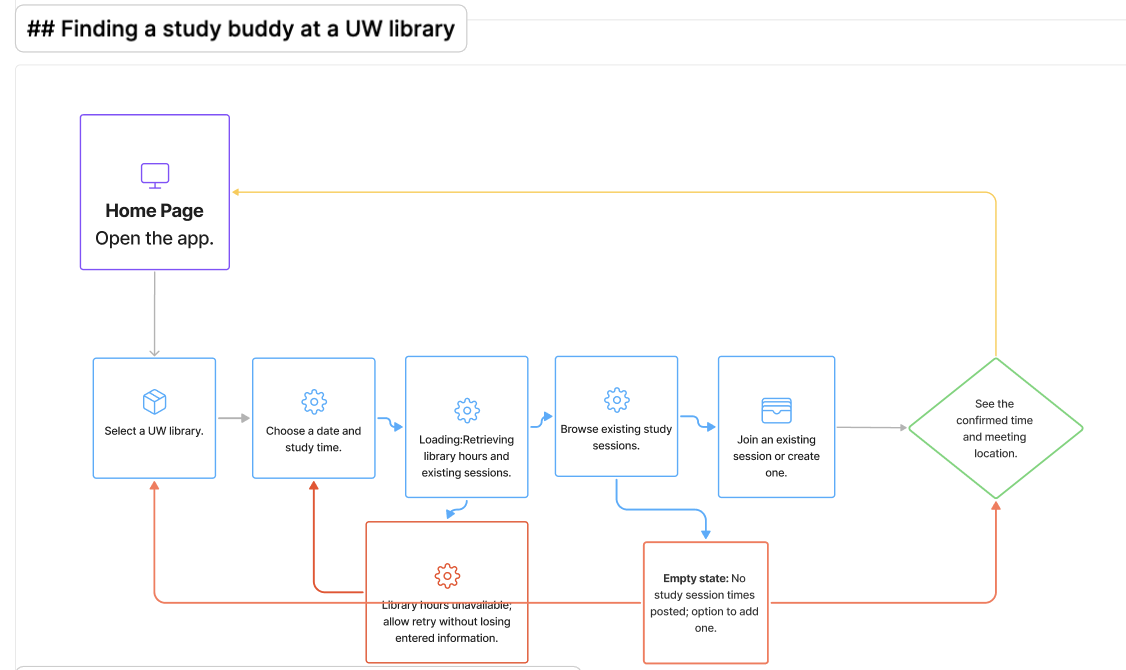 ## Finding a study buddy at a UW library
Home Page
Open the app.
Select a UW library.
Choose a date and
study time.
Loading:Retrieving
library hours and
existing sessions.
Browse existing study
sessions.
Join an existing
session or create
one.
See the
confirmed time
and meeting
location.
Library hours unavailable;
allow retry without losing
entered information.
Empty state: No
study session times
posted; option to add
one.